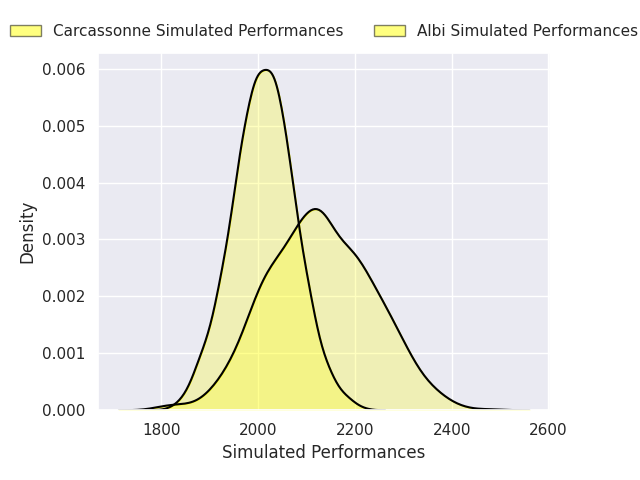 Carcassonne Simulated Performances Albi Simulated Performances
0.006
0.005
0.004
0.003
0.002
0.001
0.000
Density
1800 2000 2200 2400 2600
Simulated Performances